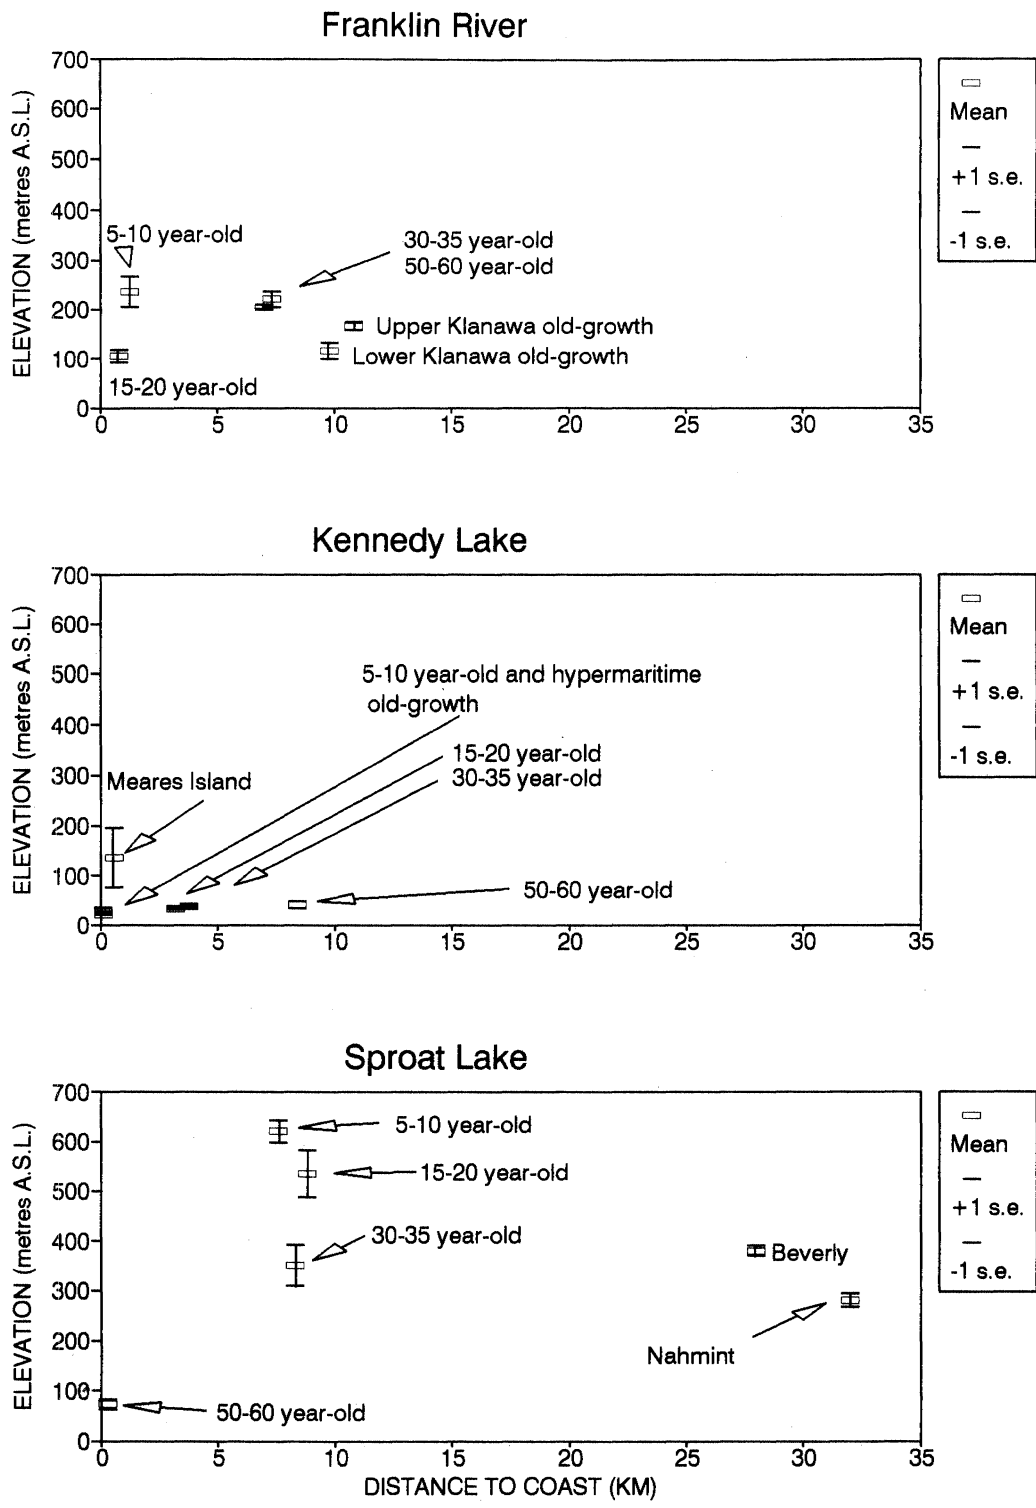 Franklin River
ELEVATION (metres A.S.L.)
700
600
500
400
300
200
100
0
0 5 10 15 20 25 30 35
5-10 year-old
15-20 year-old
30-35 year-old
50-60 year-old
Upper Klanawa old-growth
Lower Klanawa old-growth
Mean
+1 s.e.
-1 s.e.
Kennedy Lake
ELEVATION (metres A.S.L.)
700
600
500
400
300
200
100
0
0 5 10 15 20 25 30 35
5-10 year-old and hypermaritime
old-growth
15-20 year-old
30-35 year-old
Meares Island
50-60 year-old
Mean
+1 s.e.
-1 s.e.
Sproat Lake
ELEVATION (metres A.S.L.)
700
600
500
400
300
200
100
0
0 5 10 15 20 25 30 35
5-10 year-old
15-20 year-old
30-35 year-old
Beverly
Nahmint
50-60 year-old
Mean
+1 s.e.
-1 s.e.
DISTANCE TO COAST (KM)